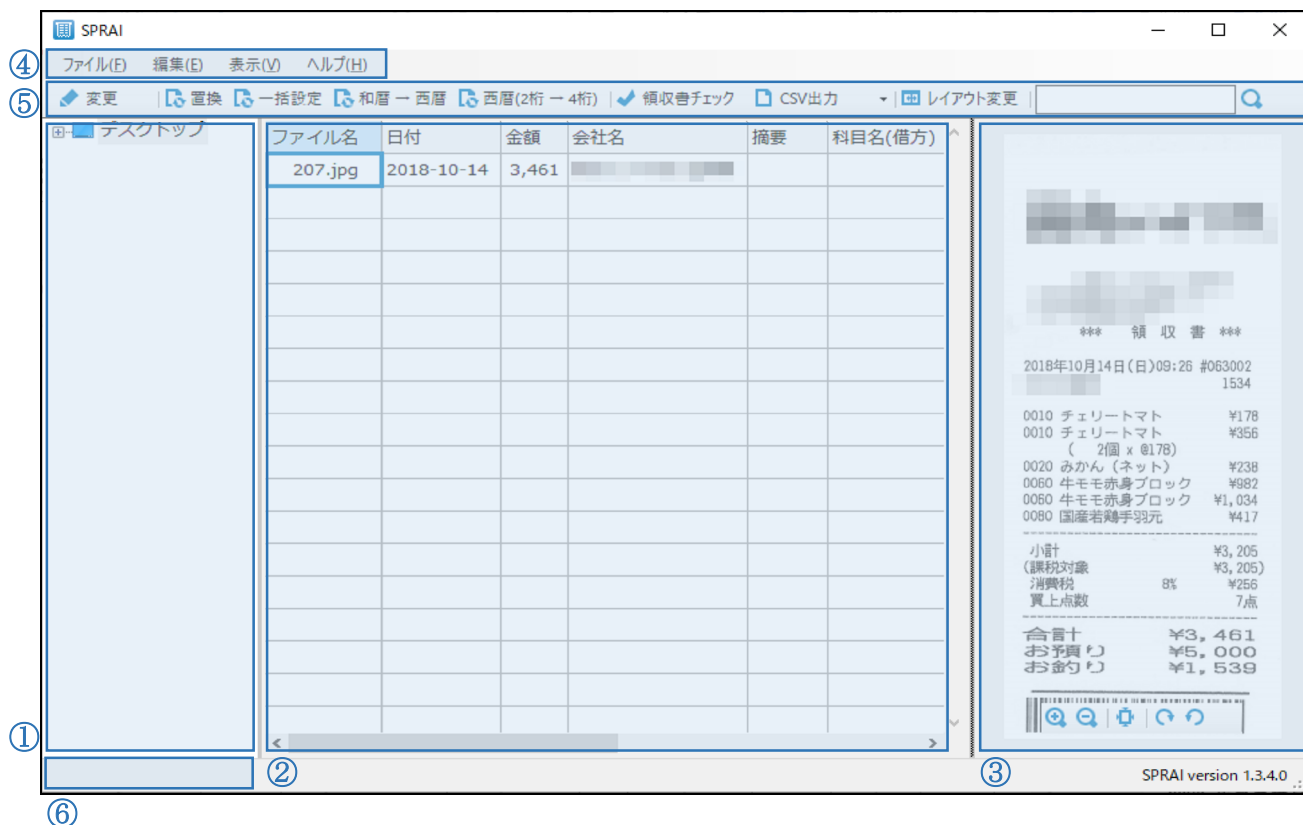 SPRAI
④ ファイル(F) 編集(E) 表示(V) ヘルプ(H)
⑤ 変更 置換 一括設定 和暦 → 西暦 西暦(2桁 → 4桁) 領収書チェック CSV出力 レイアウト変更
デスクトップ
ファイル名 日付 金額 会社名 摘要 科目名(借方)
207.jpg 2018-10-14 3,461
*** 領 収 書 ***
2018年10月14日(日)09:26 #063002
1534
0010 チェリートマト ¥178
0010 チェリートマト ¥356
( 2個 x @178)
0020 みかん (ネット) ¥238
0060 牛モモ赤身ブロック ¥982
0060 牛モモ赤身ブロック ¥1,034
0080 国産若鶏手羽元 ¥417
小計 ¥3,205
(課税対象 ¥3,205)
消費税 8% ¥256
買上点数 7点
合計 ¥3,461
お預り ¥5,000
お釣り ¥1,539
①
② ③ SPRAI version 1.3.4.0
⑥